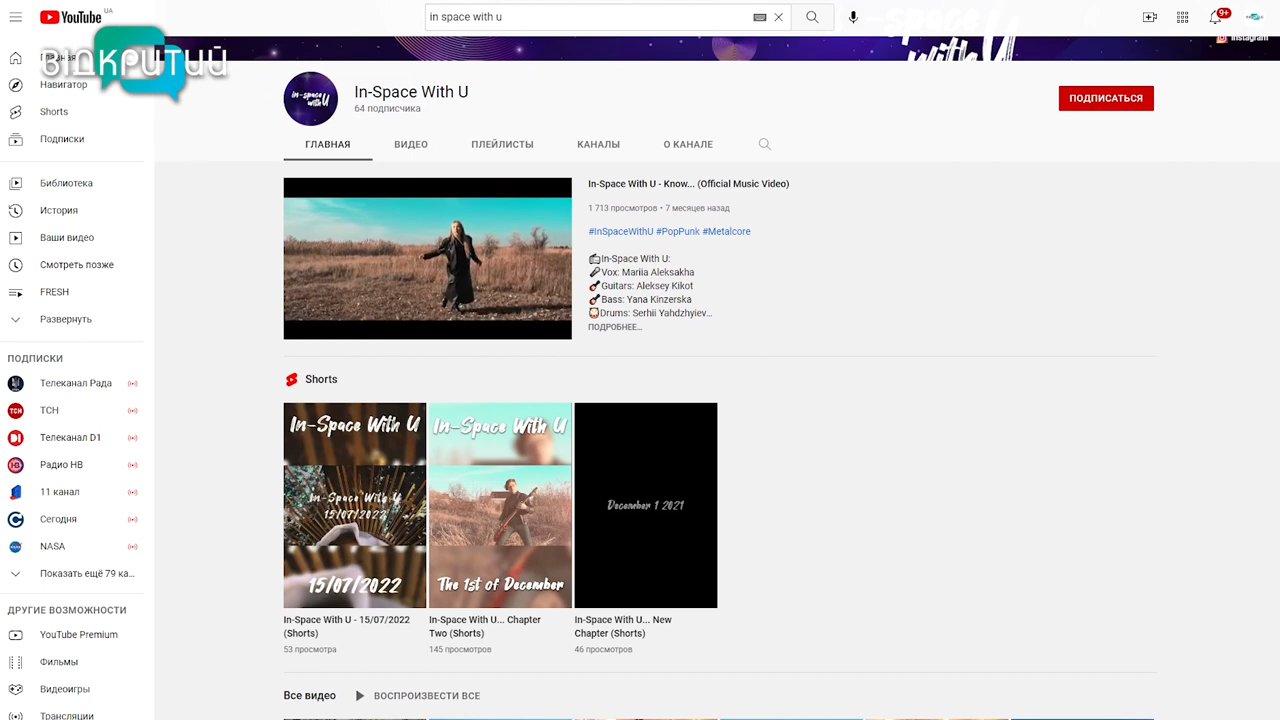 YouTube
UA
in space with u
9+
ВІДКРИТИЙ
Навигатор
Shorts
Подписки
Библиотека
История
Ваши видео
Смотреть позже
FRESH
Развернуть
ПОДПИСКИ
Телеканал Рада
ТСН
Телеканал D1
Радио НВ
11 канал
Сегодня
NASA
Показать ещё 79 ка...
ДРУГИЕ ВОЗМОЖНОСТИ
YouTube Premium
Фильмы
Видеоигры
Трансляции
with U
Instagram
in-space with U
In-Space With U
64 подписчика
ПОДПИСАТЬСЯ
ГЛАВНАЯ
ВИДЕО
ПЛЕЙЛИСТЫ
КАНАЛЫ
О КАНАЛЕ
In-Space With U - Know... (Official Music Video)
1 713 просмотров • 7 месяцев назад
#InSpaceWithU #PopPunk #Metalcore
📻In-Space With U:
🎤Vox: Mariia Aleksakha
🎸Guitars: Aleksey Kikot
🎸Bass: Yana Kinzerska
🥁Drums: Serhii Yahdzhyiev...
ПОДРОБНЕЕ...
Shorts
In-Space With U
In-Space With U
15/07/2022
15/07/2022
In-Space With U - 15/07/2022
(Shorts)
53 просмотра
In-Space With U
The 1st of December
In-Space With U... Chapter
Two (Shorts)
145 просмотров
December 1 2021
In-Space With U... New
Chapter (Shorts)
46 просмотров
Все видео
ВОСПРОИЗВЕСТИ ВСЕ